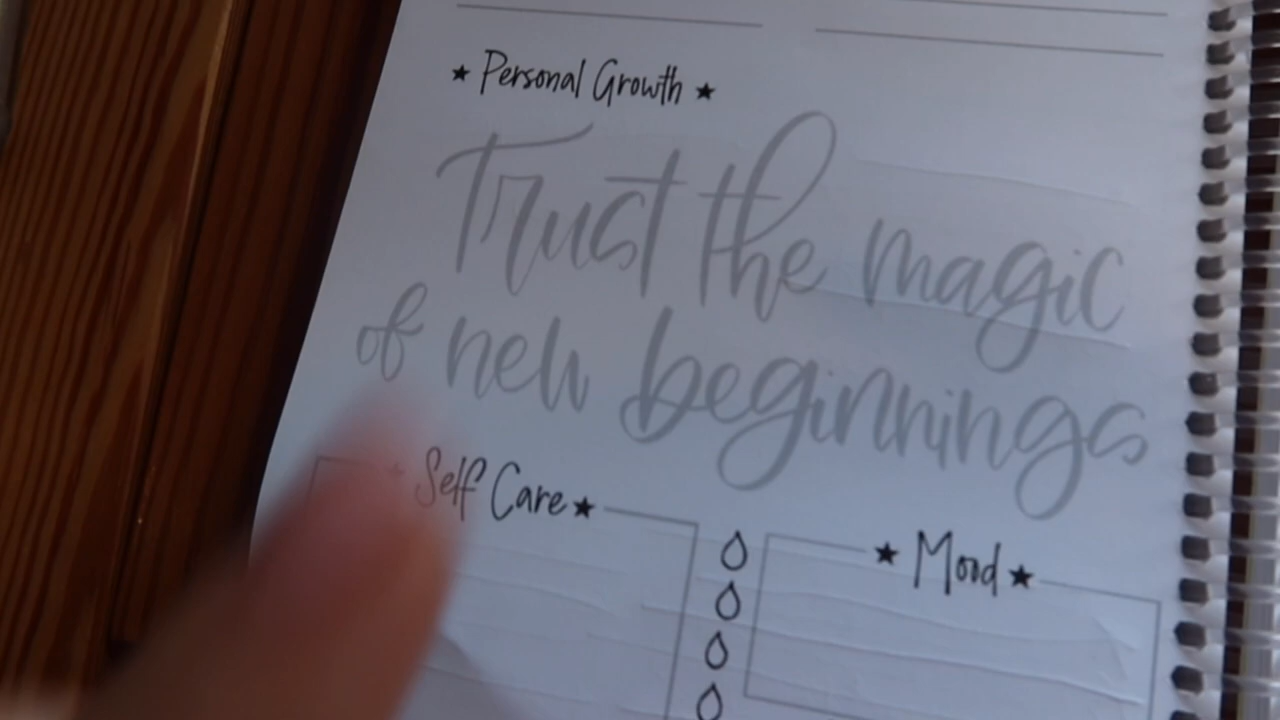 ★ Personal Growth ★
Trust the magic
of new beginnings
★ Self Care ★
★ Mood ★